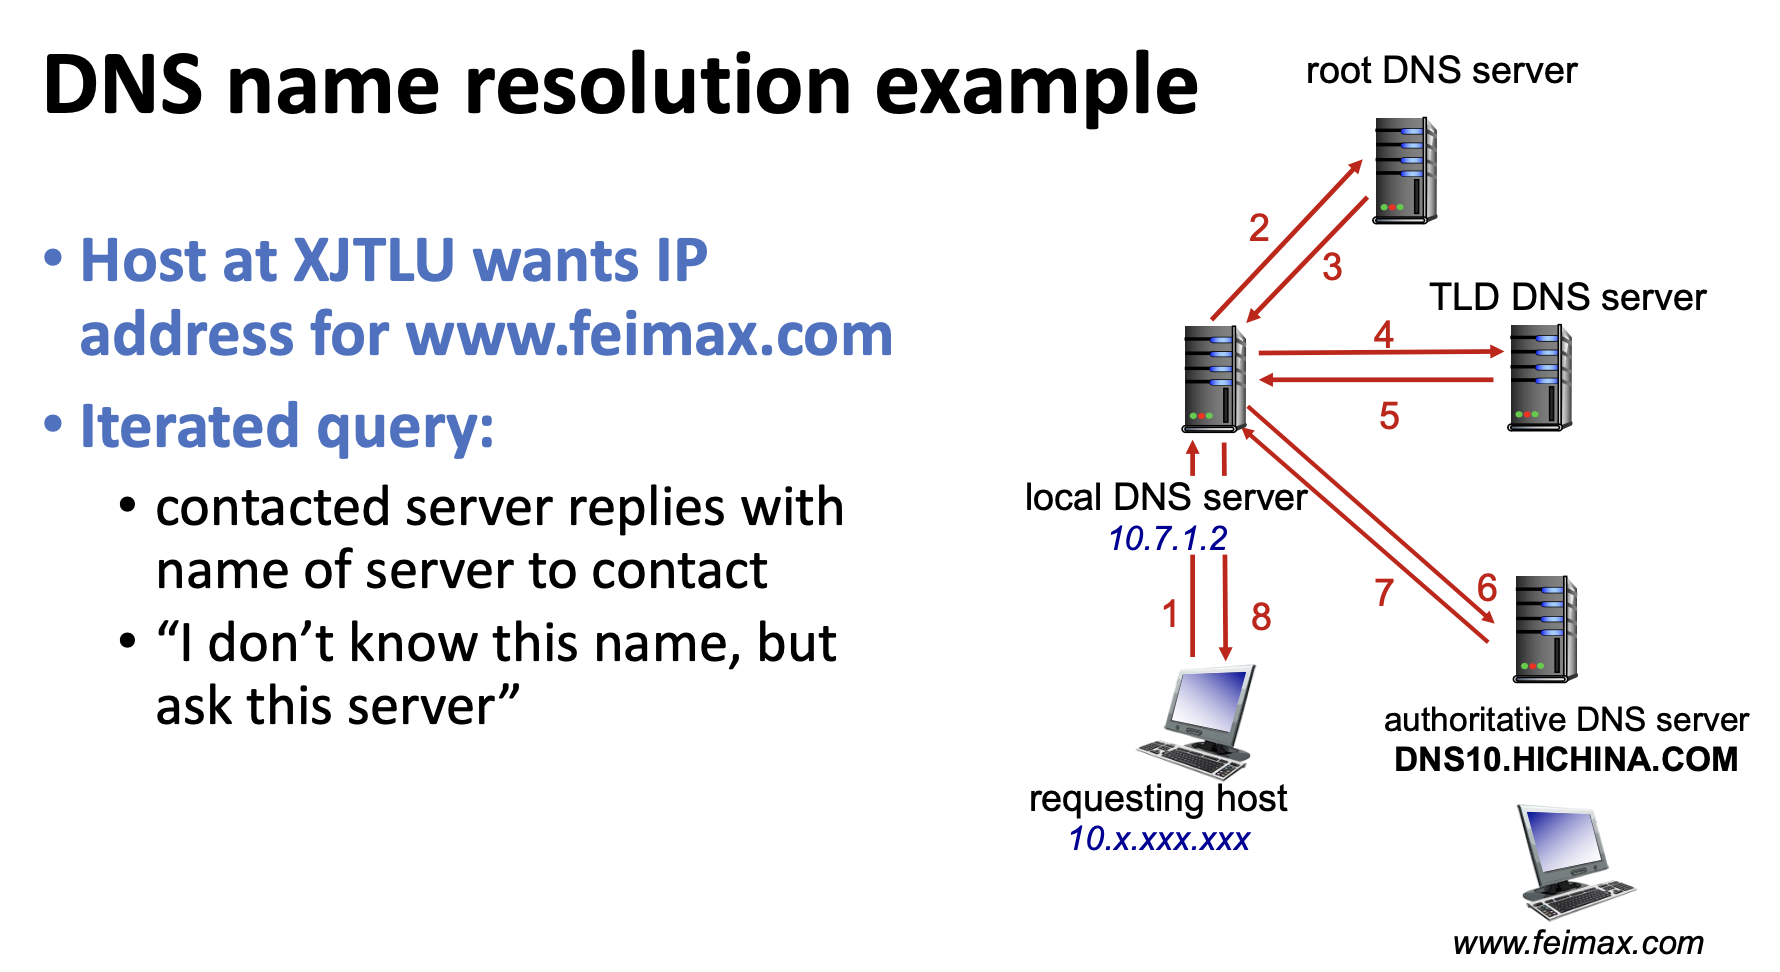 DNS name resolution example
• Host at XJTLU wants IP
address for www.feimax.com
• Iterated query:
• contacted server replies with
name of server to contact
• “I don’t know this name, but
ask this server”
root DNS server
2
3
TLD DNS server
4
5
local DNS server
10.7.1.2
1
8
7
6
authoritative DNS server
DNS10.HICHINA.COM
requesting host
10.x.xxx.xxx
www.feimax.com